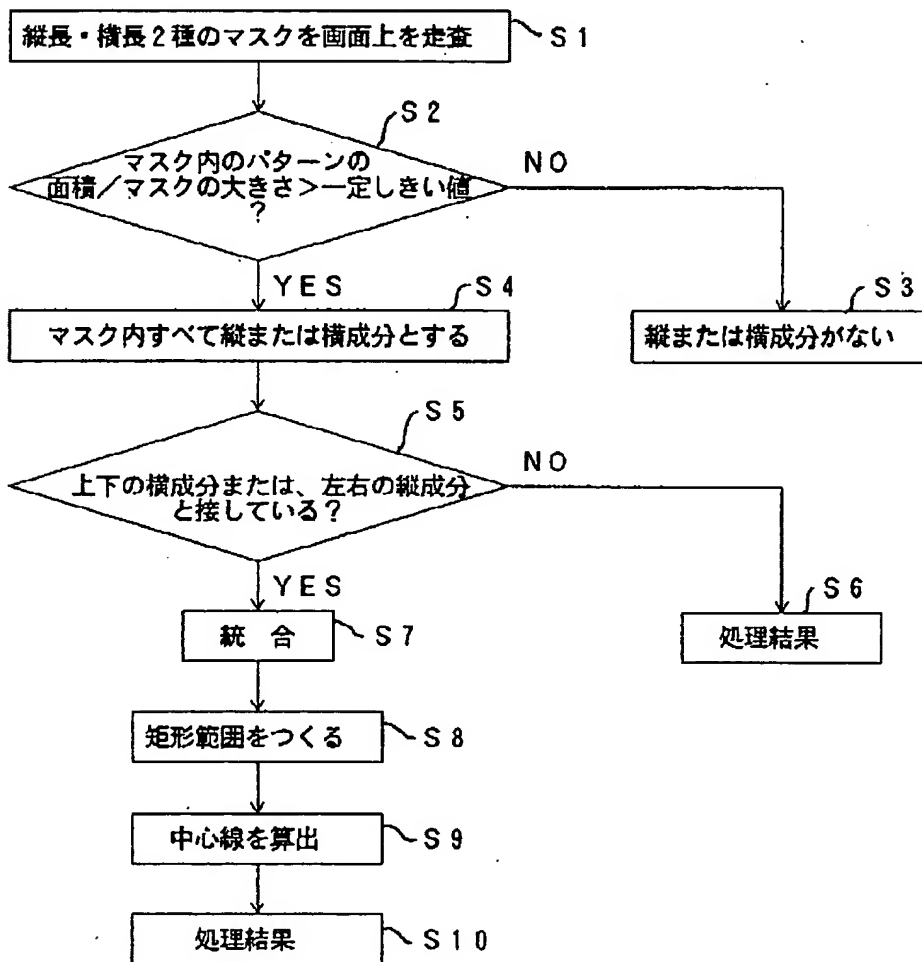 縦長・横長2種のマスクを画面上を走査
S1
S2
マスク内のパターンの
面積/マスクの大きさ>一定しきい値
?
NO
YES
S4
マスク内すべて縦または横成分とする
S3
縦または横成分がない
S5
上下の横成分または、左右の縦成分
と接している?
NO
YES
S7
統 合
S6
処理結果
矩形範囲をつくる
S8
中心線を算出
S9
処理結果
S10